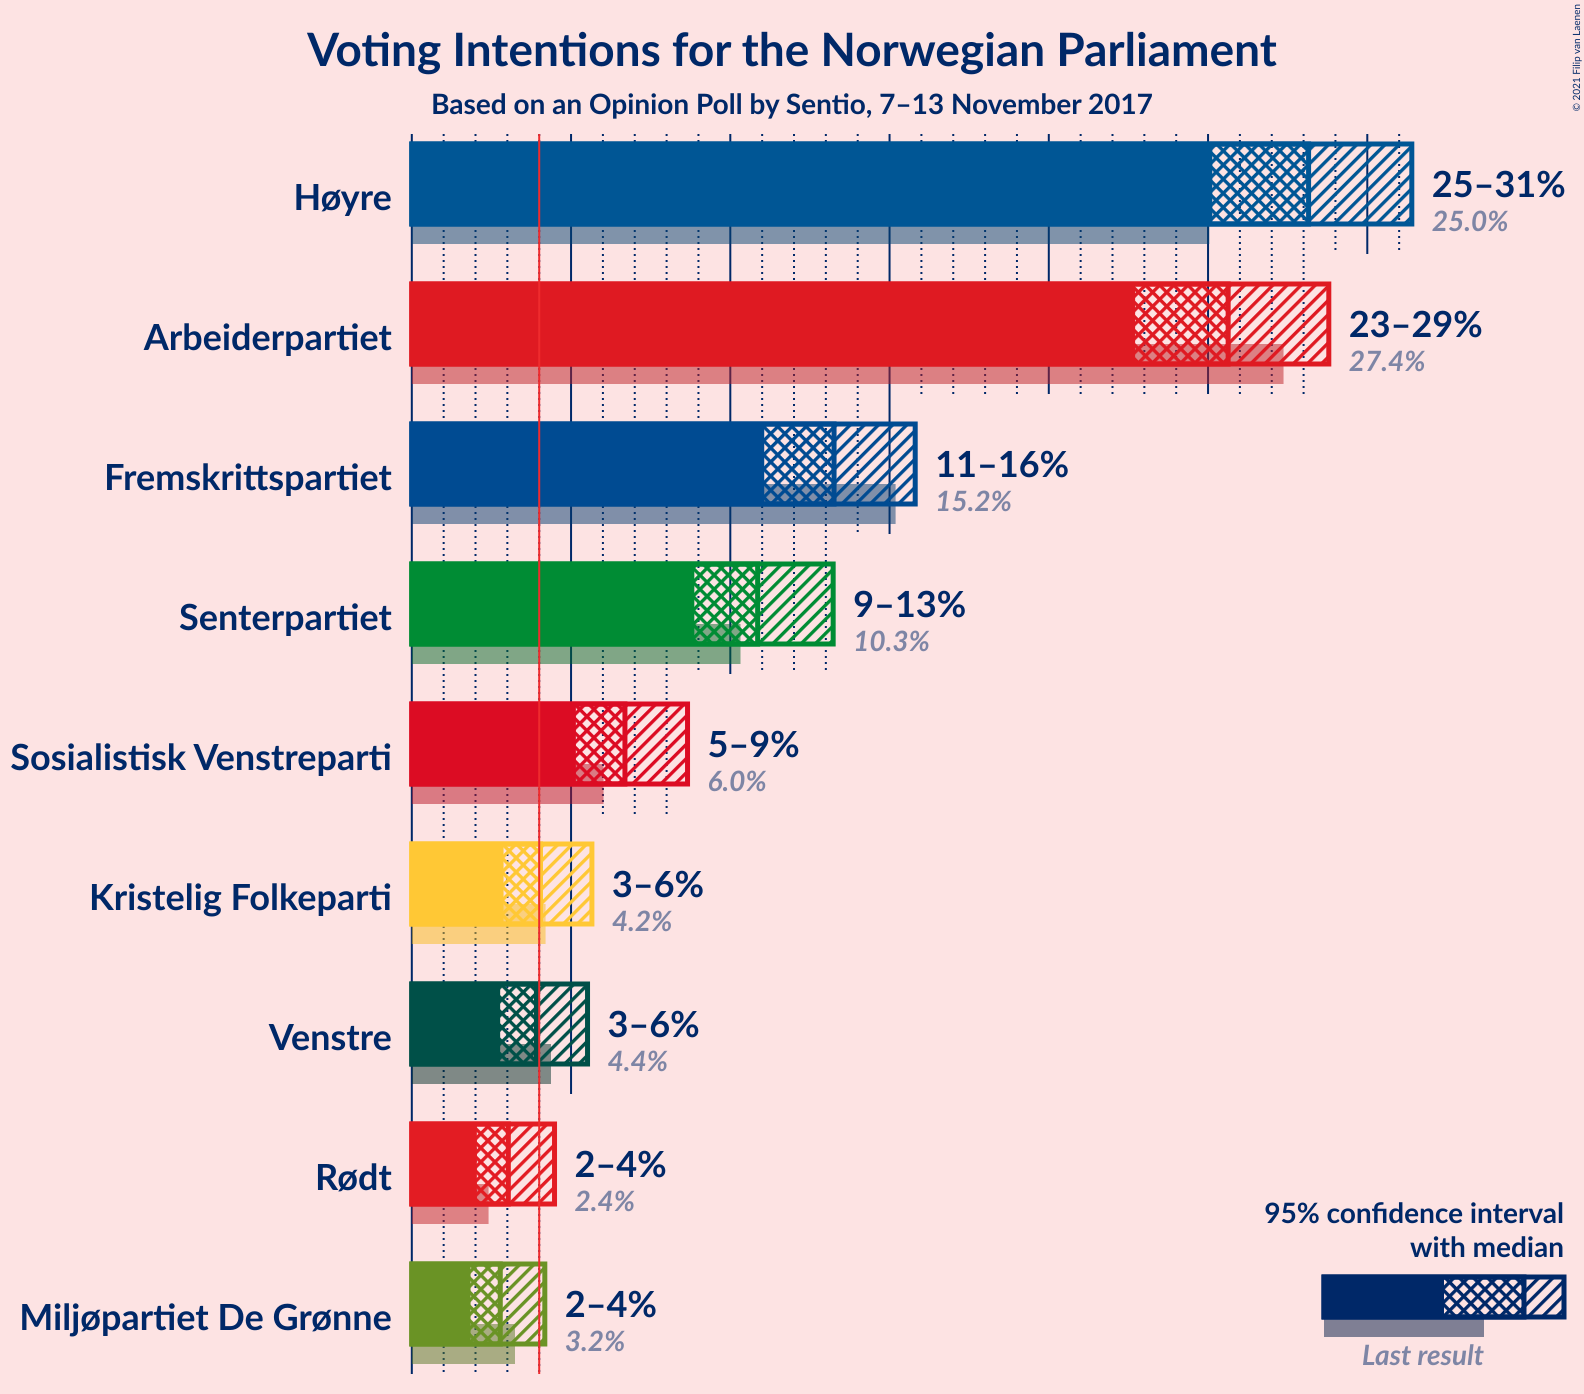 Voting Intentions for the Norwegian Parliament
Based on an Opinion Poll by Sentio, 7–13 November 2017
© 2021 Filip van Laenen
Høyre
25–31%
25.0%
Arbeiderpartiet
23–29%
27.4%
Fremskrittspartiet
11–16%
15.2%
Senterpartiet
9–13%
10.3%
Sosialistisk Venstreparti
5–9%
6.0%
Kristelig Folkeparti
3–6%
4.2%
Venstre
3–6%
4.4%
Rødt
2–4%
2.4%
Miljøpartiet De Grønne
2–4%
3.2%
95% confidence interval
with median
Last result